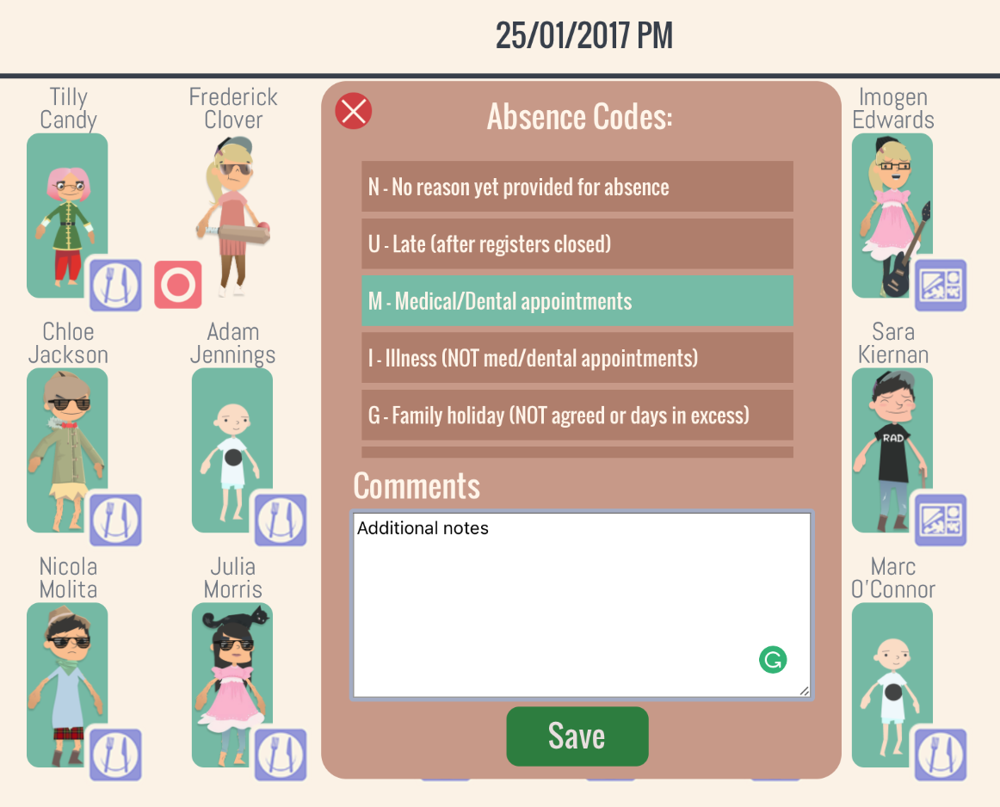 25/01/2017 PM
Tilly
Candy
Frederick
Clover
Imogen
Edwards
Absence Codes:
N - No reason yet provided for absence
U - Late (after registers closed)
M - Medical/Dental appointments
I - Illness (NOT med/dental appointments)
G - Family holiday (NOT agreed or days in excess)
Chloe
Jackson
Adam
Jennings
Sara
Kiernan
RAD
Comments
Additional notes
Nicola
Molita
Julia
Morris
Marc
O'Connor
Save